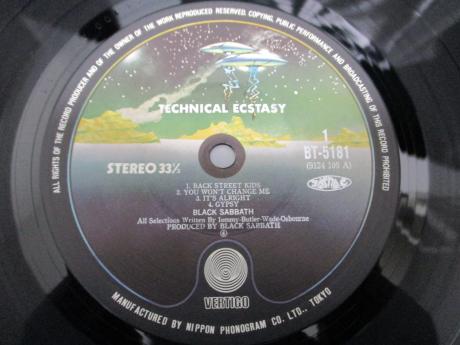 ALL RIGHTS OF THE RECORD PRODUCER AND OF THE OWNER OF THE WORK REPRODUCED RESERVED. COPYING, PUBLIC PERFORMANCE AND BROADCASTING OF THIS RECORD PROHIBITED
TECHNICAL ECSTASY
1
BT-5181
(9124 100 A)
STEREO 33⅓
1. BACK STREET KIDS
2. YOU WON'T CHANGE ME
3. IT'S ALRIGHT
4. GYPSY
BLACK SABBATH
All Selections Written By Iommy-Butler-Wade-Osbourne
PRODUCED BY BLACK SABBATH
VERTIGO
MANUFACTURED BY NIPPON PHONOGRAM CO. LTD., TOKYO